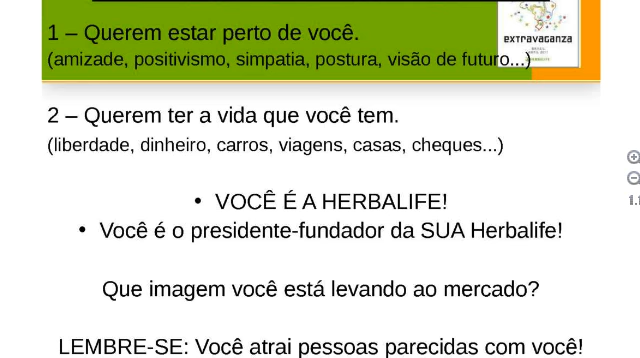 1 – Querem estar perto de você.
(amizade, positivismo, simpatia, postura, visão de futuro...)
EXTRAVAGANZA
2 – Querem ter a vida que você tem.
(liberdade, dinheiro, carros, viagens, casas, cheques...)
• VOCÊ É A HERBALIFE!
• Você é o presidente-fundador da SUA Herbalife!
Que imagem você está levando ao mercado?
LEMBRE-SE: Você atrai pessoas parecidas com você!